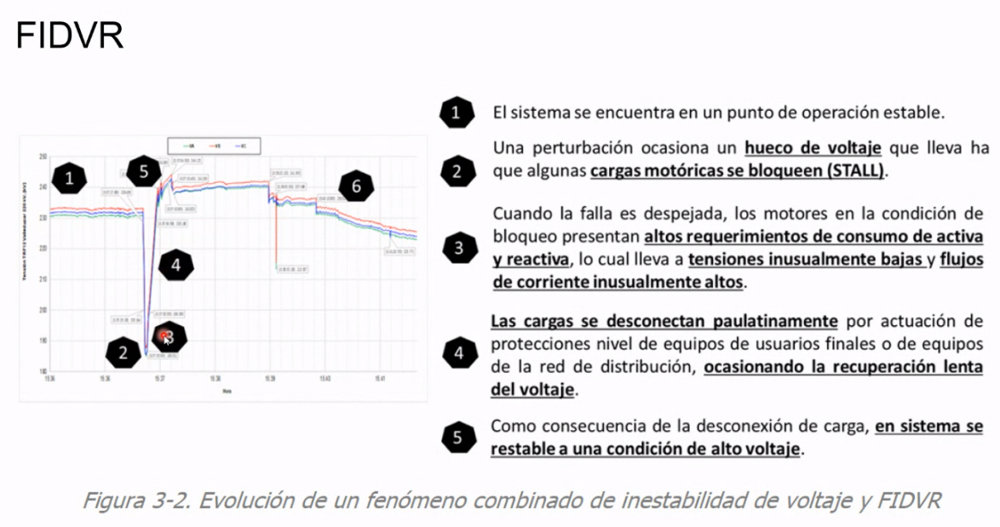 FIDVR
1
El sistema se encuentra en un punto de operación estable.
2
Una perturbación ocasiona un hueco de voltaje que lleva ha
que algunas cargas motóricas se bloqueen (STALL).
3
Cuando la falla es despejada, los motores en la condición de
bloqueo presentan altos requerimientos de consumo de activa
y reactiva, lo cual lleva a tensiones inusualmente bajas y flujos
de corriente inusualmente altos.
4
Las cargas se desconectan paulatinamente por actuación de
protecciones nivel de equipos de usuarios finales o de equipos
de la red de distribución, ocasionando la recuperación lenta
del voltaje.
5
Como consecuencia de la desconexión de carga, en sistema se
restable a una condición de alto voltaje.
VA VB VC
250
240
230
220
210
200
190
180
1
2
3
4
5
6
15:36 15:36 15:37 15:38 15:39 15:40 15:41
Hora
Figura 3-2. Evolución de un fenómeno combinado de inestabilidad de voltaje y FIDVR